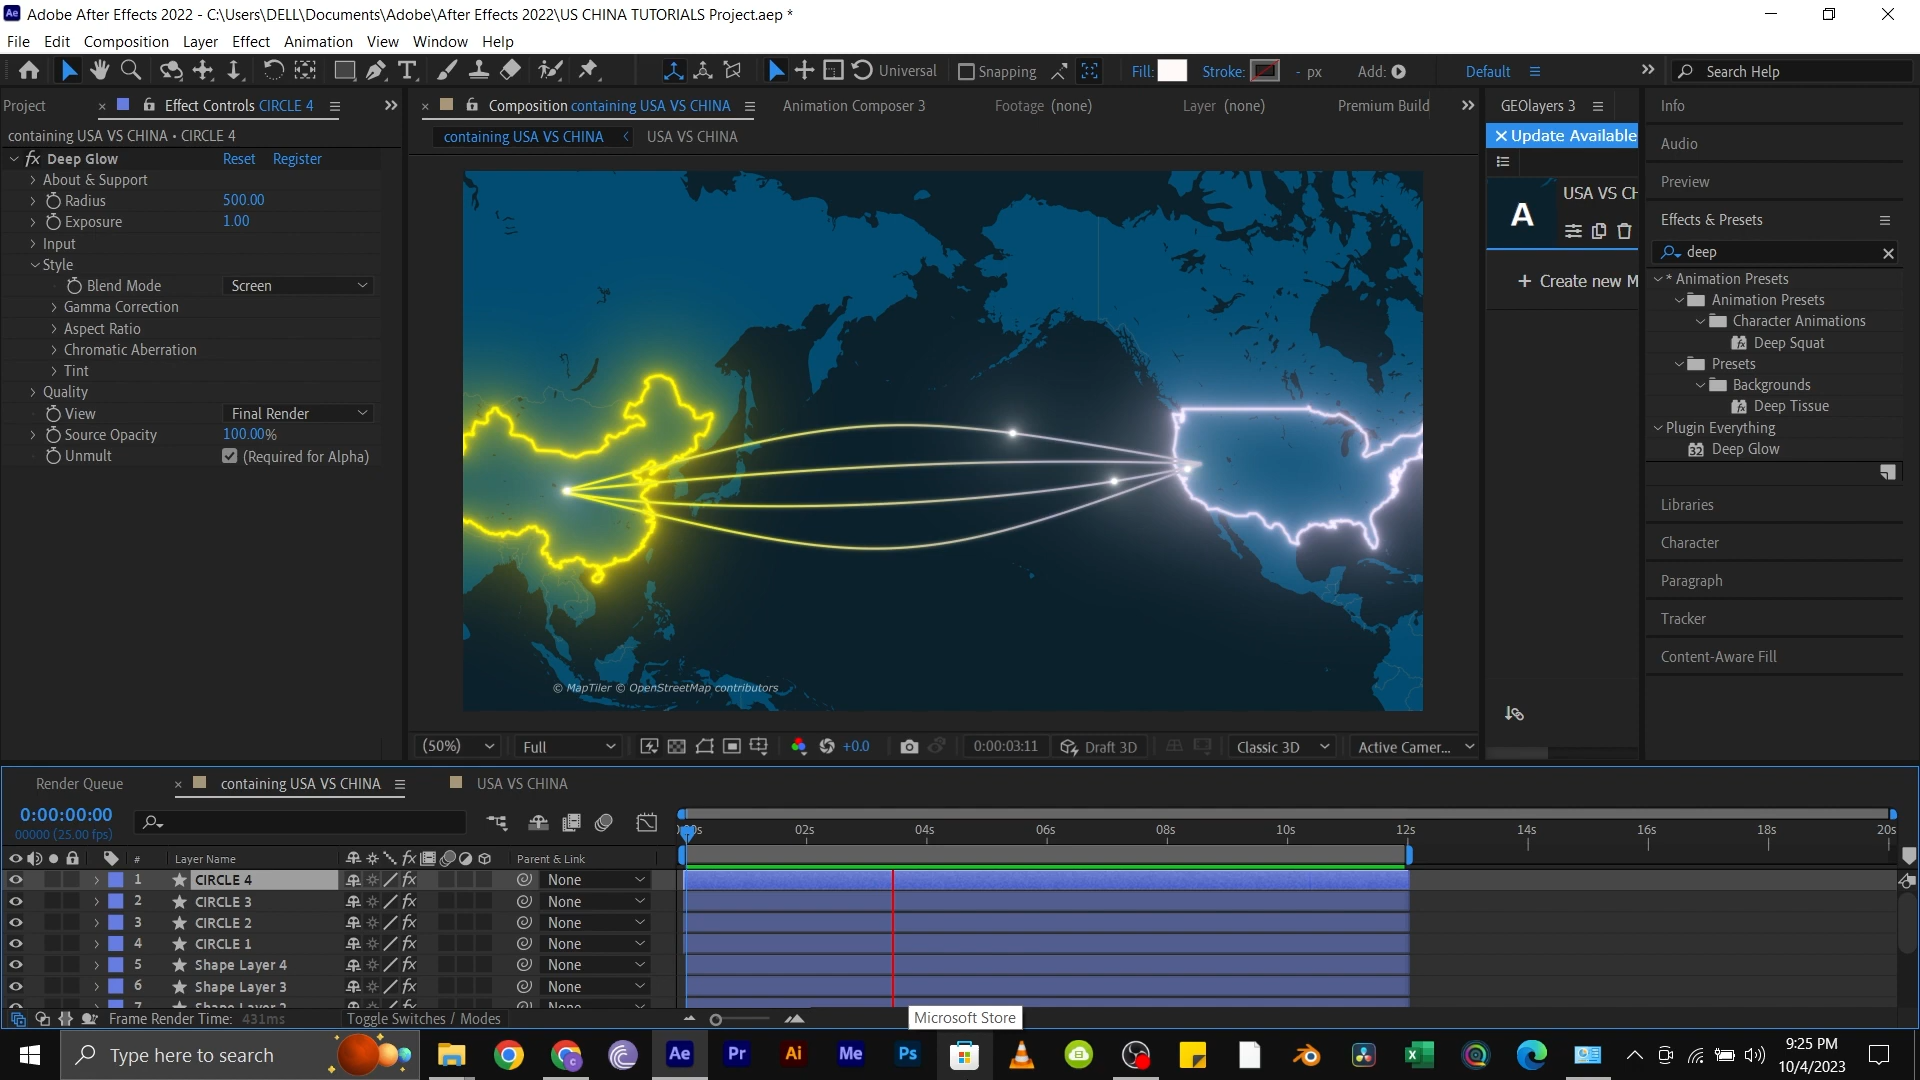 Adobe After Effects 2022 - C:\Users\DELL\Documents\Adobe\After Effects 2022\US CHINA TUTORIALS Project.aep *
File Edit Composition Layer Effect Animation View Window Help
Universal Snapping Fill: Stroke: - px Add: Default Search Help
Project Effect Controls CIRCLE 4
containing USA VS CHINA • CIRCLE 4
Deep Glow Reset Register
About & Support
Radius 500.00
Exposure 1.00
Input
Style
Blend Mode Screen
Gamma Correction
Aspect Ratio
Chromatic Aberration
Tint
Quality
View Final Render
Source Opacity 100.00%
Unmult (Required for Alpha)
Composition containing USA VS CHINA Animation Composer 3 Footage (none) Layer (none) Premium Build
containing USA VS CHINA USA VS CHINA
© MapTiler © OpenStreetMap contributors
(50%) Full +0.0 0:00:03:11 Draft 3D Classic 3D Active Camer...
GEOlayers 3
Update Available
A
USA VS CH
Create new M
Info
Audio
Preview
Effects & Presets
deep
* Animation Presets
Animation Presets
Character Animations
Deep Squat
Presets
Backgrounds
Deep Tissue
Plugin Everything
32 Deep Glow
Libraries
Character
Paragraph
Tracker
Content-Aware Fill
Render Queue containing USA VS CHINA USA VS CHINA
0:00:00:00
00000 (25.00 fps)
02s 04s 06s 08s 10s 12s 14s 16s 18s 20s
# Layer Name Parent & Link
1 CIRCLE 4 None
2 CIRCLE 3 None
3 CIRCLE 2 None
4 CIRCLE 1 None
5 Shape Layer 4 None
6 Shape Layer 3 None
Frame Render Time: 431ms Toggle Switches / Modes
Microsoft Store
Type here to search
Ae Pr Ai Me Ps
9:25 PM
10/4/2023